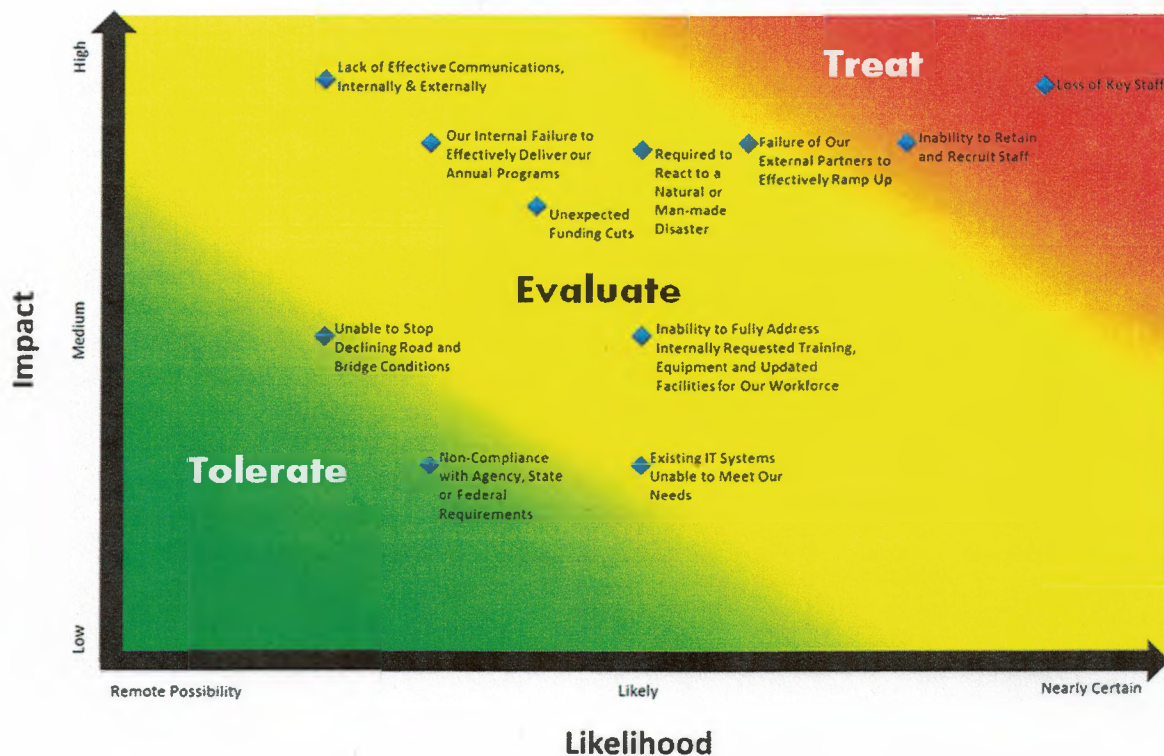 High
Treat
Lack of Effective Communications,
Internally & Externally
Loss of Key Staff
Our Internal Failure to
Effectively Deliver our
Annual Programs
Required to
React to a
Natural or
Man-made
Disaster
Failure of Our
External Partners to
Effectively Ramp Up
Inability to Retain
and Recruit Staff
Unexpected
Funding Cuts
Evaluate
Impact
Medium
Unable to Stop
Declining Road and
Bridge Conditions
Inability to Fully Address
Internally Requested Training,
Equipment and Updated
Facilities for Our Workforce
Tolerate
Non-Compliance
with Agency, State
or Federal
Requirements
Existing IT Systems
Unable to Meet Our
Needs
Low
Remote Possibility
Likely
Nearly Certain
Likelihood